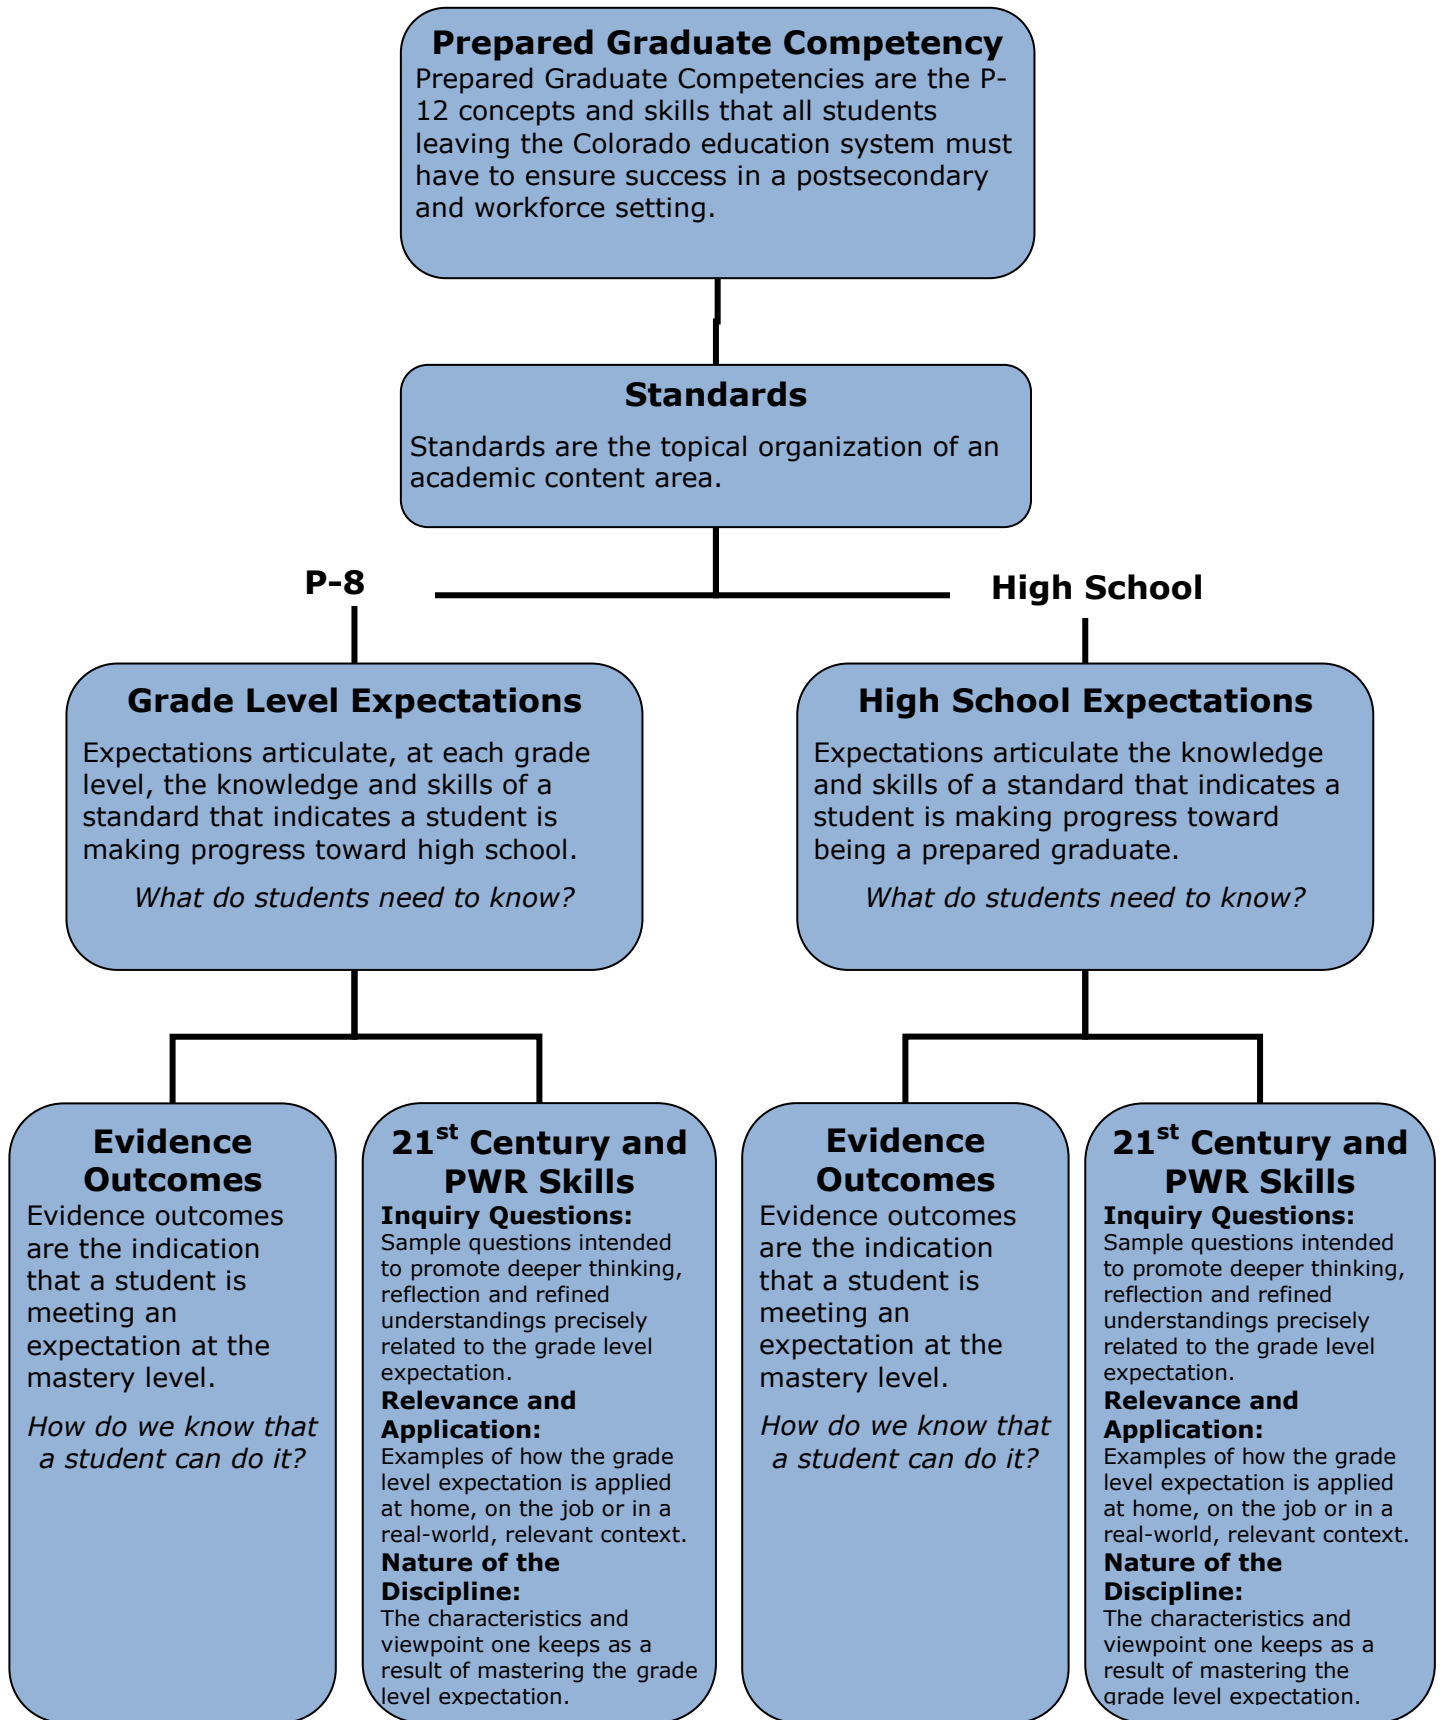 Prepared Graduate Competency
Prepared Graduate Competencies are the P-
12 concepts and skills that all students
leaving the Colorado education system must
have to ensure success in a postsecondary
and workforce setting.
Standards
Standards are the topical organization of an
academic content area.
P-8
High School
Grade Level Expectations
Expectations articulate, at each grade
level, the knowledge and skills of a
standard that indicates a student is
making progress toward high school.
What do students need to know?
High School Expectations
Expectations articulate the knowledge
and skills of a standard that indicates a
student is making progress toward
being a prepared graduate.
What do students need to know?
Evidence
Outcomes
Evidence outcomes
are the indication
that a student is
meeting an
expectation at the
mastery level.
How do we know that
a student can do it?
21st Century and
PWR Skills
Inquiry Questions:
Sample questions intended
to promote deeper thinking,
reflection and refined
understandings precisely
related to the grade level
expectation.
Relevance and
Application:
Examples of how the grade
level expectation is applied
at home, on the job or in a
real-world, relevant context.
Nature of the
Discipline:
The characteristics and
viewpoint one keeps as a
result of mastering the grade
level expectation.
Evidence
Outcomes
Evidence outcomes
are the indication
that a student is
meeting an
expectation at the
mastery level.
How do we know that
a student can do it?
21st Century and
PWR Skills
Inquiry Questions:
Sample questions intended
to promote deeper thinking,
reflection and refined
understandings precisely
related to the grade level
expectation.
Relevance and
Application:
Examples of how the grade
level expectation is applied
at home, on the job or in a
real-world, relevant context.
Nature of the
Discipline:
The characteristics and
viewpoint one keeps as a
result of mastering the
grade level expectation.